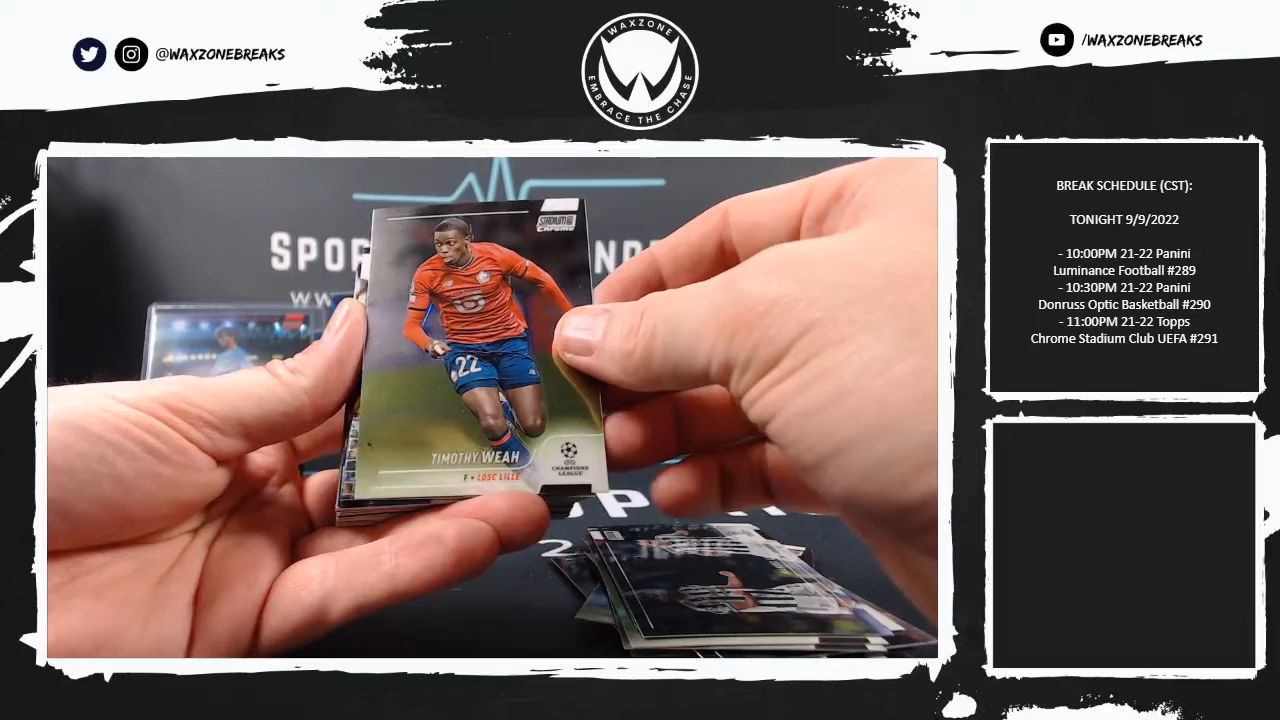 @WAXZONEBREAKS
WAXZONE
EMBRACE THE CHASE
/WAXZONEBREAKS
BREAK SCHEDULE (CST):
TONIGHT 9/9/2022
- 10:00PM 21-22 Panini
Luminance Football #289
- 10:30PM 21-22 Panini
Donruss Optic Basketball #290
- 11:00PM 21-22 Topps
Chrome Stadium Club UEFA #291
STADIUM
Chrome
22
TIMOTHY WEAH
F • LOSC LILLE
CHAMPIONS
LEAGUE